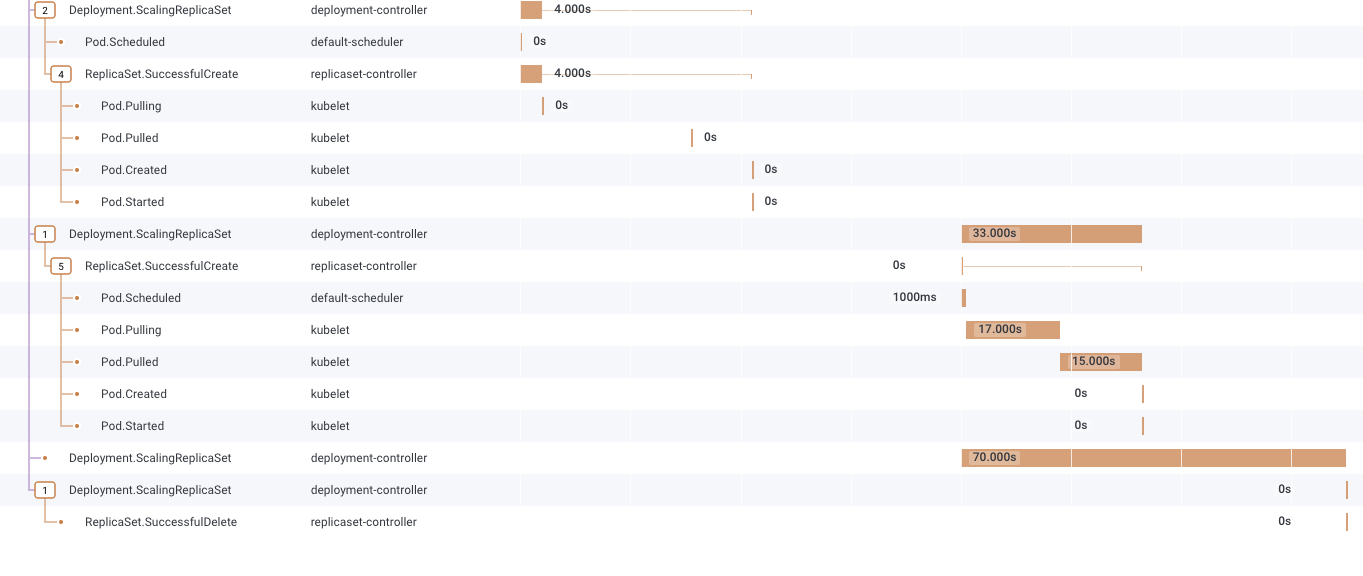 2 Deployment.ScalingReplicaSet deployment-controller 4.000s
Pod.Scheduled default-scheduler 0s
4 ReplicaSet.SuccessfulCreate replicaset-controller 4.000s
Pod.Pulling kubelet 0s
Pod.Pulled kubelet 0s
Pod.Created kubelet 0s
Pod.Started kubelet 0s
1 Deployment.ScalingReplicaSet deployment-controller 33.000s
5 ReplicaSet.SuccessfulCreate replicaset-controller 0s
Pod.Scheduled default-scheduler 1000ms
Pod.Pulling kubelet 17.000s
Pod.Pulled kubelet 15.000s
Pod.Created kubelet 0s
Pod.Started kubelet 0s
Deployment.ScalingReplicaSet deployment-controller 70.000s
1 Deployment.ScalingReplicaSet deployment-controller 0s
ReplicaSet.SuccessfulDelete replicaset-controller 0s